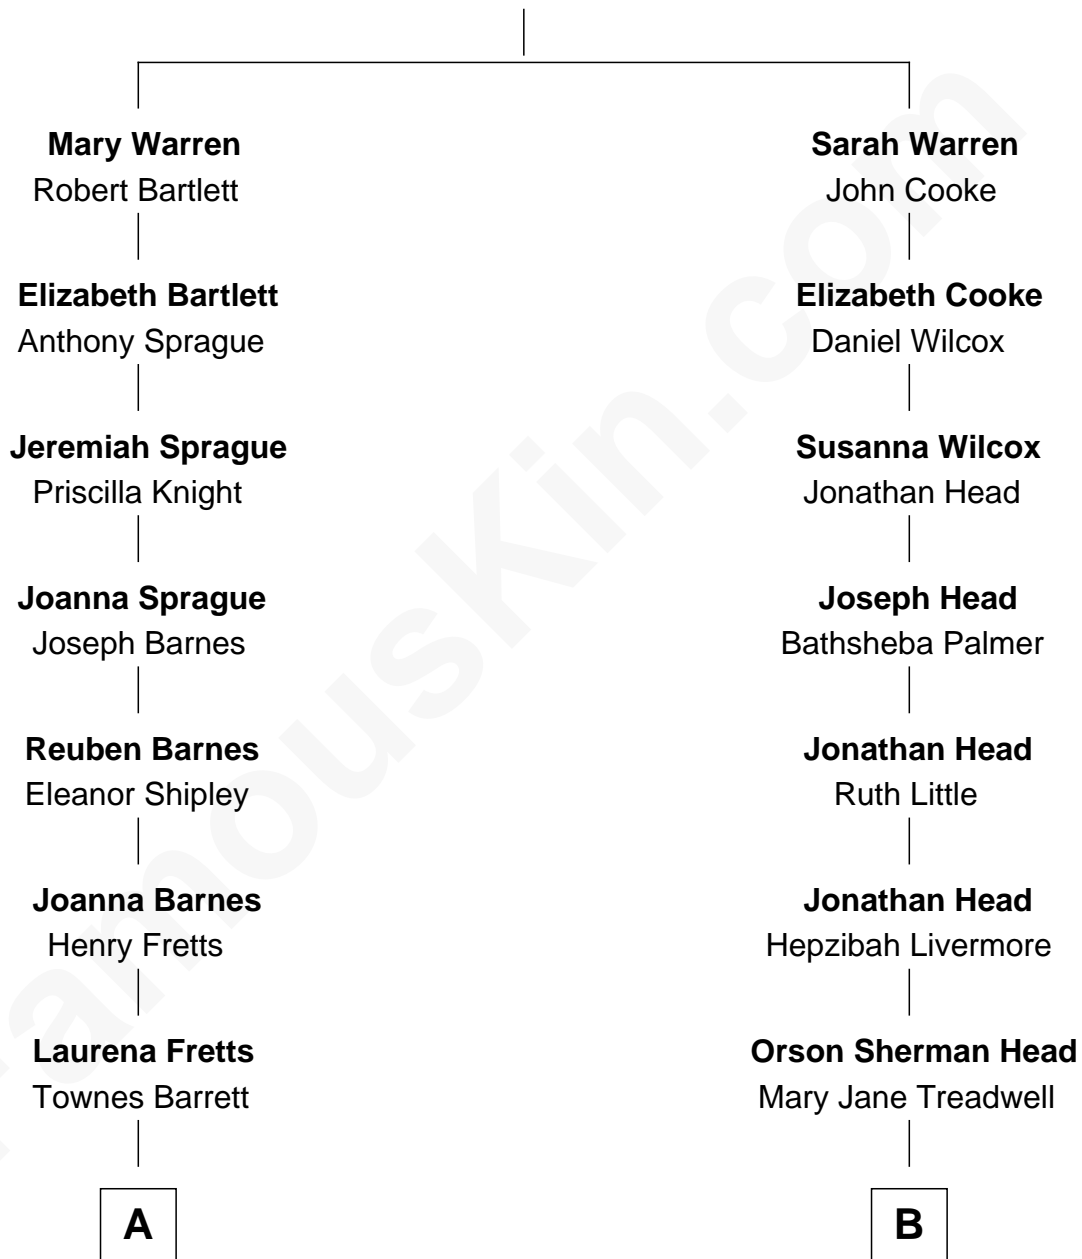 Mary Warren
Robert Bartlett
Elizabeth Bartlett
Anthony Sprague
Jeremiah Sprague
Priscilla Knight
Joanna Sprague
Joseph Barnes
Reuben Barnes
Eleanor Shipley
Joanna Barnes
Henry Fretts
Laurena Fretts
Townes Barrett
A
Sarah Warren
John Cooke
Elizabeth Cooke
Daniel Wilcox
Susanna Wilcox
Jonathan Head
Joseph Head
Bathsheba Palmer
Jonathan Head
Ruth Little
Jonathan Head
Hepzibah Livermore
Orson Sherman Head
Mary Jane Treadwell
B
FamousKin.com